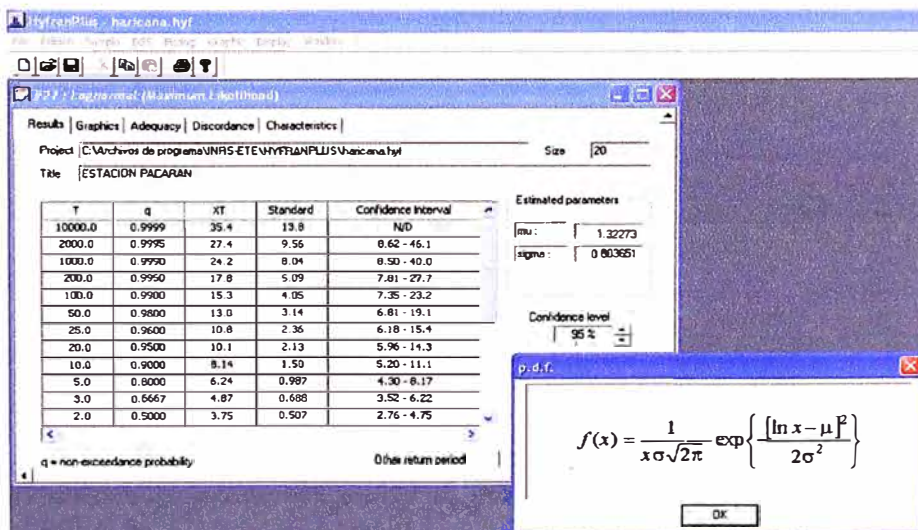 HyfranPlus - haricana.hyf
Sample Fitting Graphic Display Window
Lognormal (Maximum Likelihood)
Results Graphics Adequacy Discordance Characteristics
Project C:\Archivos de programa\INRS-ETE\HYFRANPLUS\haricana.hyf Size 20
Title ESTACION PACARAN
T q XT Standard Confidence Interval
10000.0 0.9999 35.4 13.8 N/D
2000.0 0.9995 27.4 9.56 8.62 - 46.1
1000.0 0.9990 24.2 8.04 8.50 - 40.0
200.0 0.9950 17.8 5.09 7.81 - 27.7
100.0 0.9900 15.3 4.05 7.35 - 23.2
50.0 0.9800 13.0 3.14 6.81 - 19.1
25.0 0.9600 10.8 2.36 6.18 - 15.4
20.0 0.9500 10.1 2.13 5.96 - 14.3
10.0 0.9000 8.14 1.50 5.20 - 11.1
5.0 0.8000 6.24 0.987 4.30 - 8.17
3.0 0.6667 4.87 0.688 3.52 - 6.22
2.0 0.5000 3.75 0.507 2.76 - 4.75
q = non-exceedance probability
Other return period
Estimated parameters
mu : 1.32273
sigma : 0.603651
Confidence level
95 %
p.d.f.
f(x) = 1 / (xσ√2π) exp{ [ln x − μ]² / 2σ² }
OK